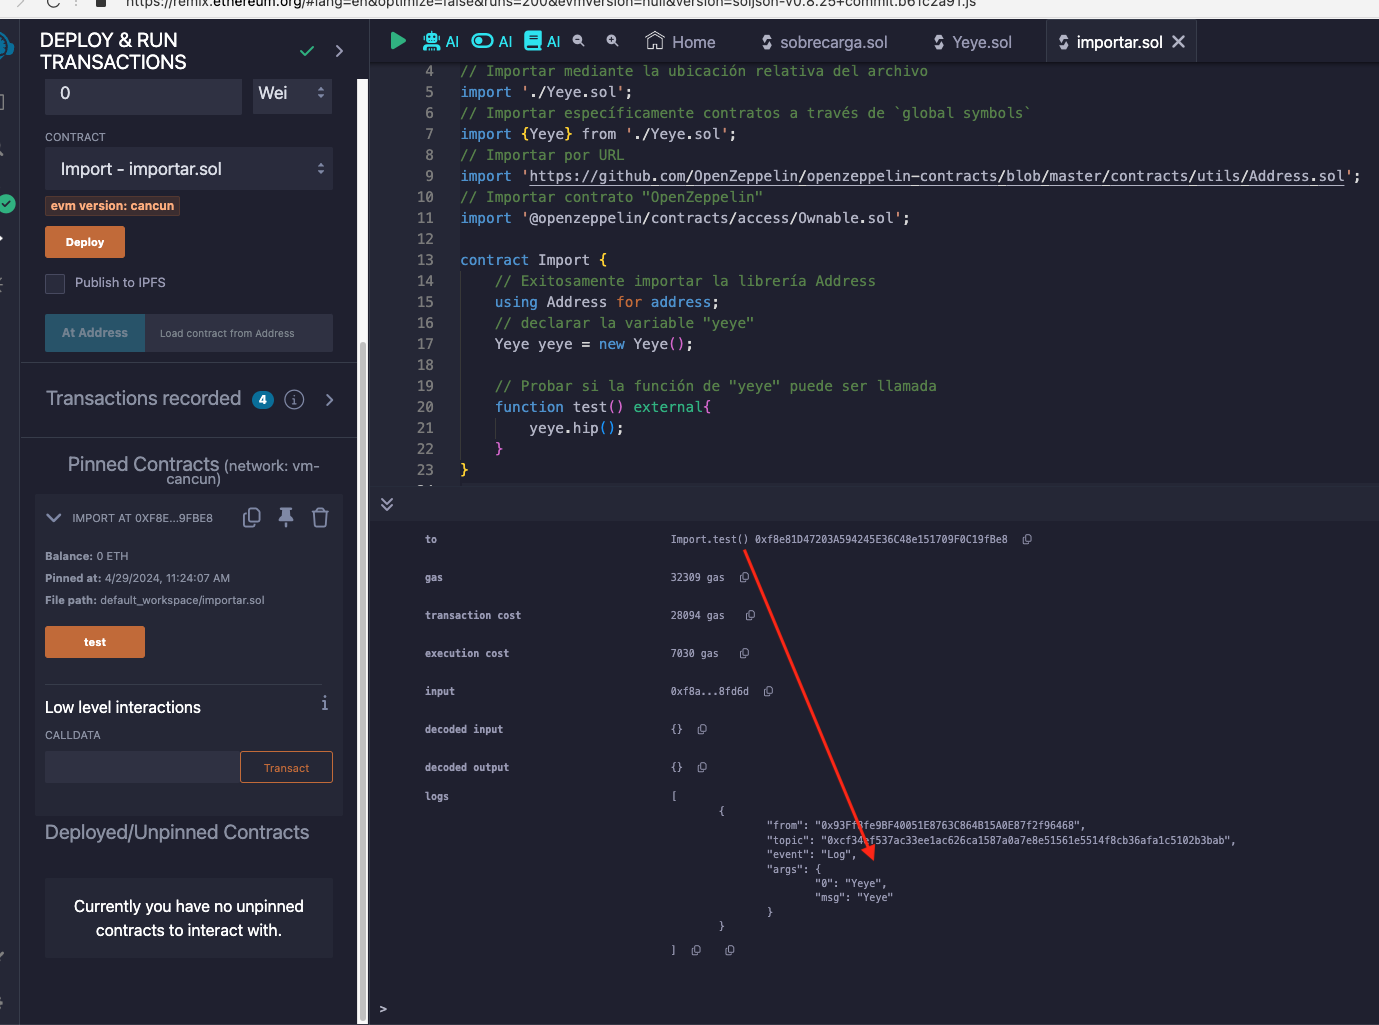 https://remix.ethereum.org/#lang=en&optimize=false&runs=200&evmversion=null&version=soljson-v0.8.25+commit.b61c2a91.js
DEPLOY & RUN
TRANSACTIONS
0
Wei
CONTRACT
Import - importar.sol
evm version: cancun
Deploy
Publish to IPFS
At Address
Load contract from Address
Transactions recorded 4 i
Pinned Contracts (network: vm-
cancun)
IMPORT AT 0XF8E...9FBE8
Balance: 0 ETH
Pinned at: 4/29/2024, 11:24:07 AM
File path: default_workspace/importar.sol
test
Low level interactions
i
CALLDATA
Transact
Deployed/Unpinned Contracts
Currently you have no unpinned
contracts to interact with.
AI AI AI Home sobrecarga.sol Yeye.sol importar.sol
4 // Importar mediante la ubicación relativa del archivo
5 import './Yeye.sol';
6 // Importar específicamente contratos a través de `global symbols`
7 import {Yeye} from './Yeye.sol';
8 // Importar por URL
9 import 'https://github.com/OpenZeppelin/openzeppelin-contracts/blob/master/contracts/utils/Address.sol';
10 // Importar contrato "OpenZeppelin"
11 import '@openzeppelin/contracts/access/Ownable.sol';
12
13 contract Import {
14 // Exitosamente importar la librería Address
15 using Address for address;
16 // declarar la variable "yeye"
17 Yeye yeye = new Yeye();
18
19 // Probar si la función de "yeye" puede ser llamada
20 function test() external{
21 yeye.hip();
22 }
23 }
to Import.test() 0xf8e81D47203A594245E36C48e151709F0C19fBe8
gas 32309 gas
transaction cost 28094 gas
execution cost 7030 gas
input 0xf8a...8fd6d
decoded input {}
decoded output {}
logs [
{
"from":
"topic":
"event": "Log",
"args": {
"0": "Yeye",
"msg": "Yeye"
}
}
]
>